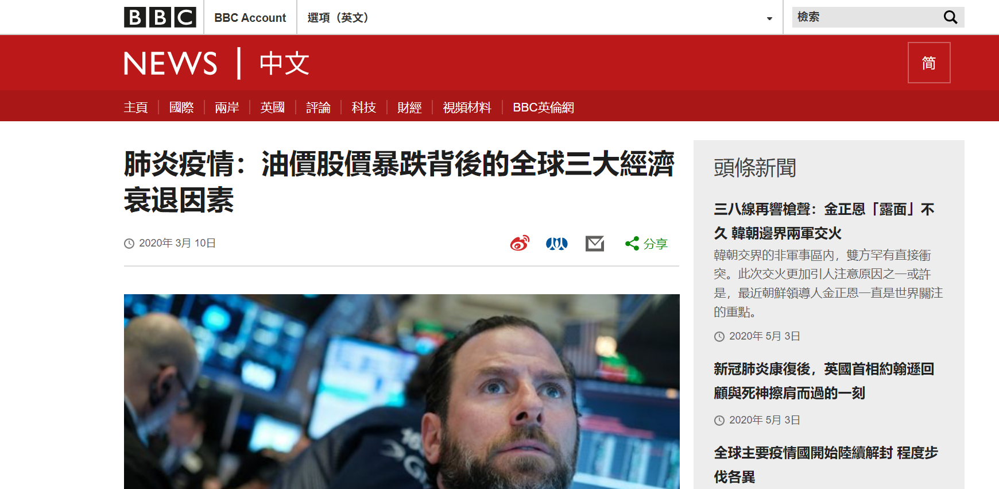 BBC
BBC Account
選項（英文）
檢索
NEWS | 中文
简
主頁
國際
兩岸
英國
評論
科技
財經
視頻材料
BBC英倫網
肺炎疫情：油價股價暴跌背後的全球三大經濟
衰退因素
2020年 3月 10日
分享
頭條新聞
三八線再響槍聲：金正恩「露面」不
久 韓朝邊界兩軍交火
韓朝交界的非軍事區內，雙方罕有直接衝
突。此次交火更加引人注意原因之一或許
是，最近朝鮮領導人金正恩一直是世界關注
的重點。
2020年 5月 3日
新冠肺炎康復後，英國首相約翰遜回
顧與死神擦肩而過的一刻
2020年 5月 3日
全球主要疫情國開始陸續解封 程度步
伐各異